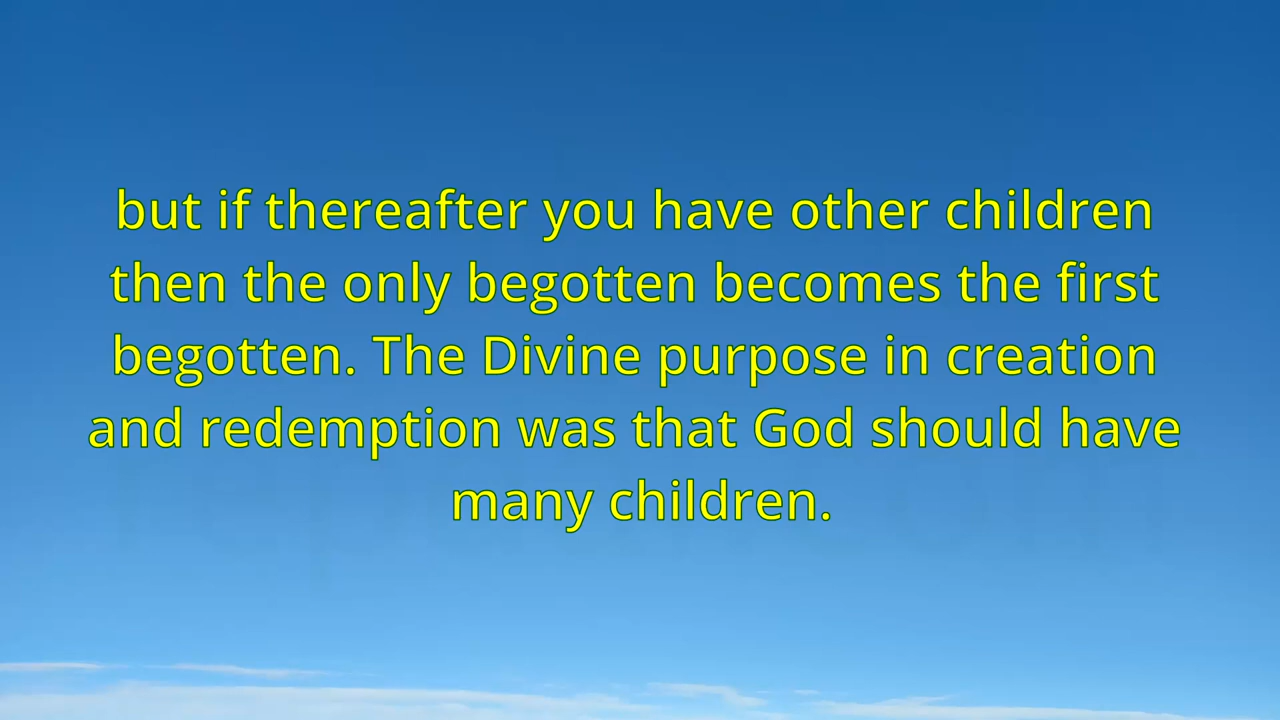 but if thereafter you have other children
then the only begotten becomes the first
begotten. The Divine purpose in creation
and redemption was that God should have
many children.